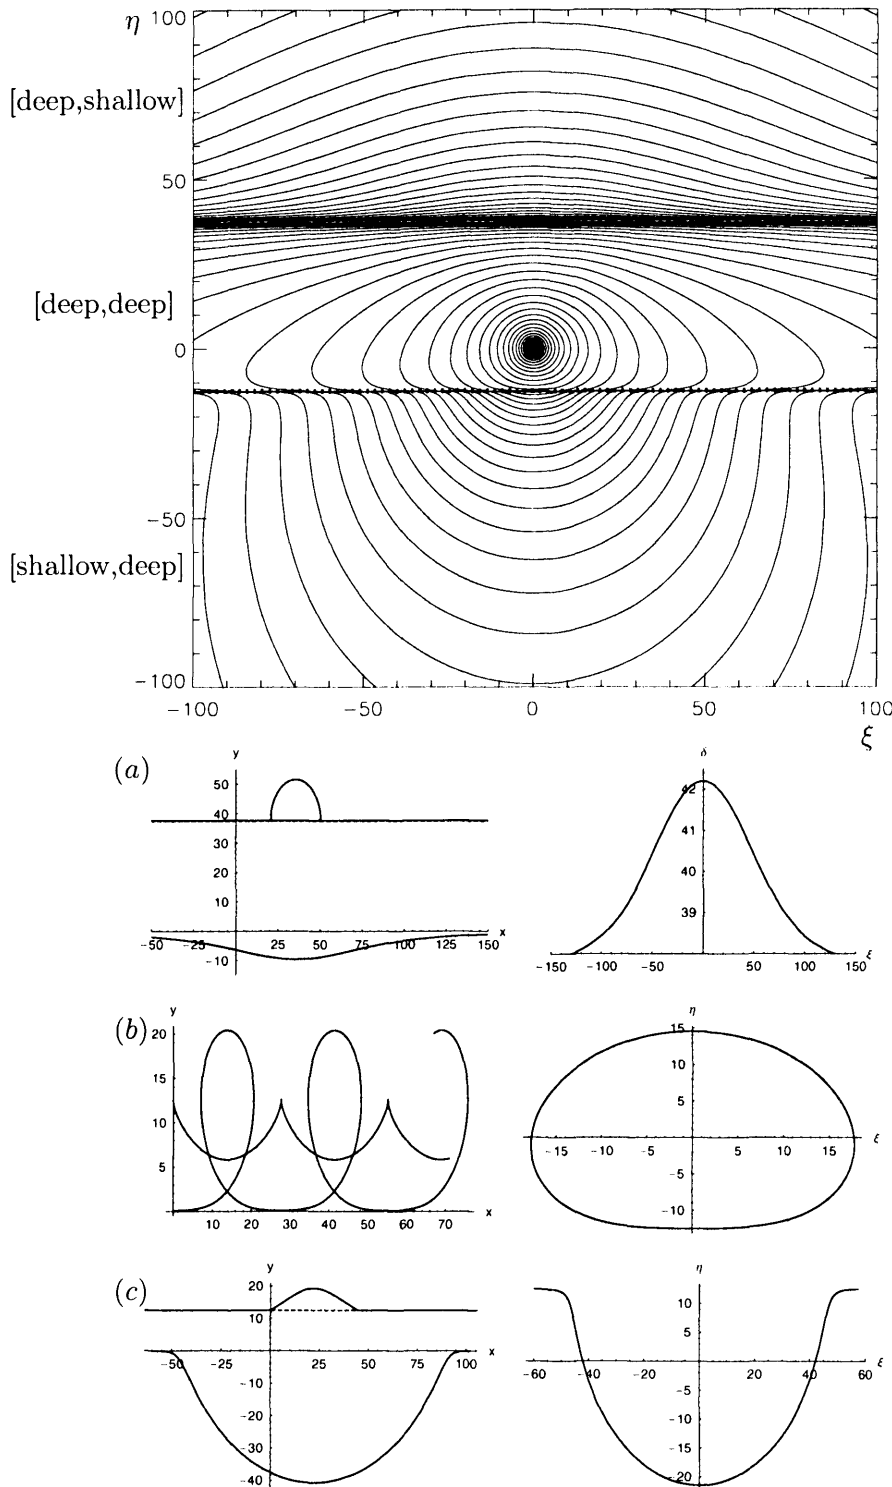 η 100
[deep,shallow]
50
[deep,deep]
0
−50
[shallow,deep]
−100
−100 −50 0 50 100
ξ
(a)
y
50
40
30
20
10
−50 −25 25 50 75 100 125 150 x
−10
δ
42
41
40
39
−150 −100 −50 50 100 150 ξ
(b)
y
20
15
10
5
10 20 30 40 50 60 70 x
η
15
10
5
−15 −10 −5 5 10 15 ξ
−5
−10
(c)
y
20
10
−50 25 50 75 100 x
−10
−20
−30
−40
η
10
5
−60 −40 −20 20 40 60 ξ
−5
−10
−15
−20